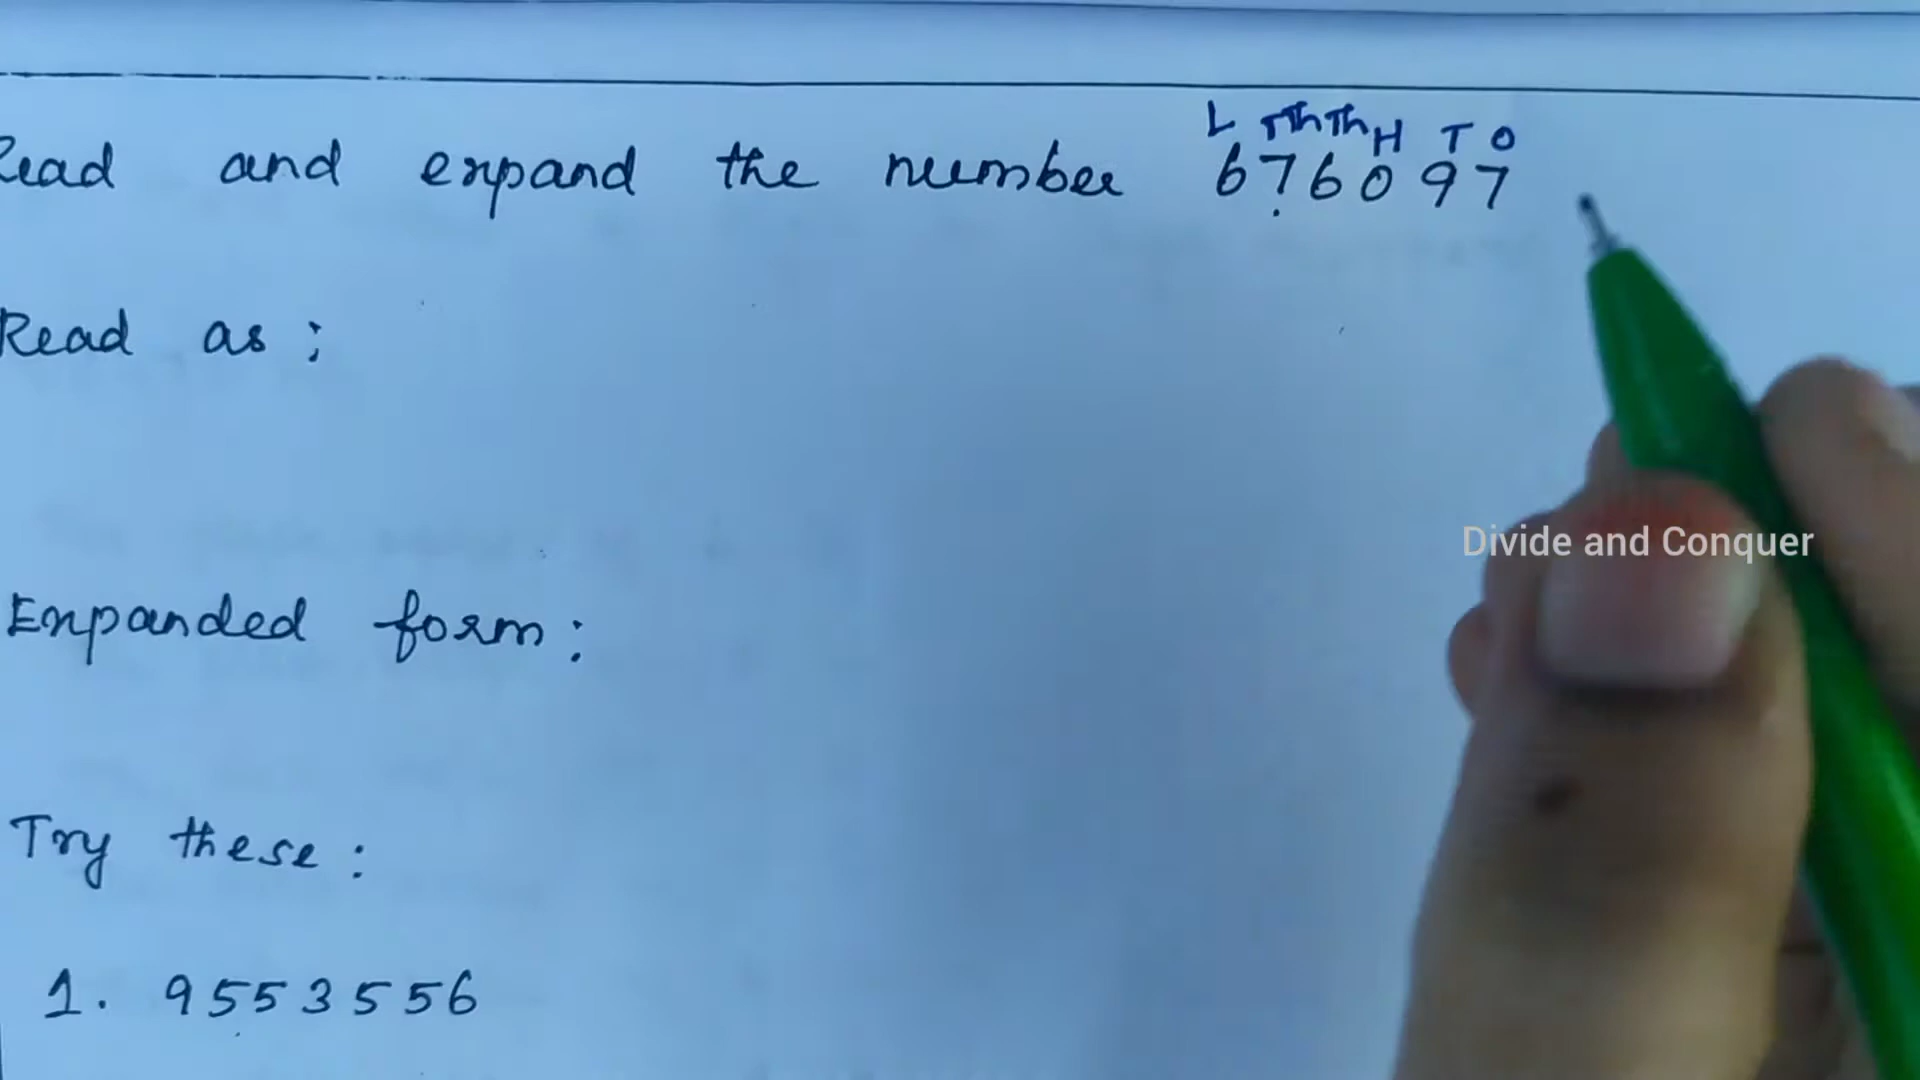 L TTh Th H T O
Read and expand the number 676097
Read as :
Divide and Conquer
Expanded form :
Try these :
1. 9553556